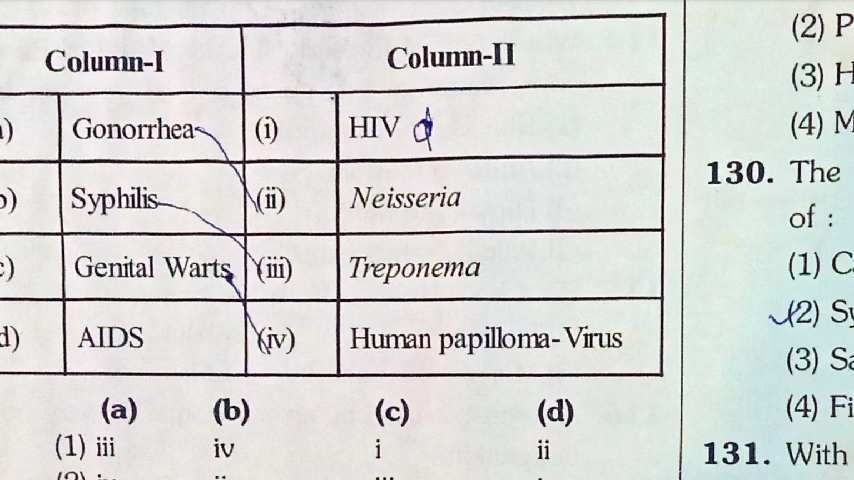 Column-I Column-II
Gonorrhea (i) HIV d
Syphilis (ii) Neisseria
Genital Warts (iii) Treponema
d) AIDS (iv) Human papilloma-Virus
(a) (b) (c) (d)
(1) iii iv i ii
(2) P
(3) H
(4) M
130. The
of :
(1) Ca
(2) Sy
(3) Sa
(4) Fi
131. With